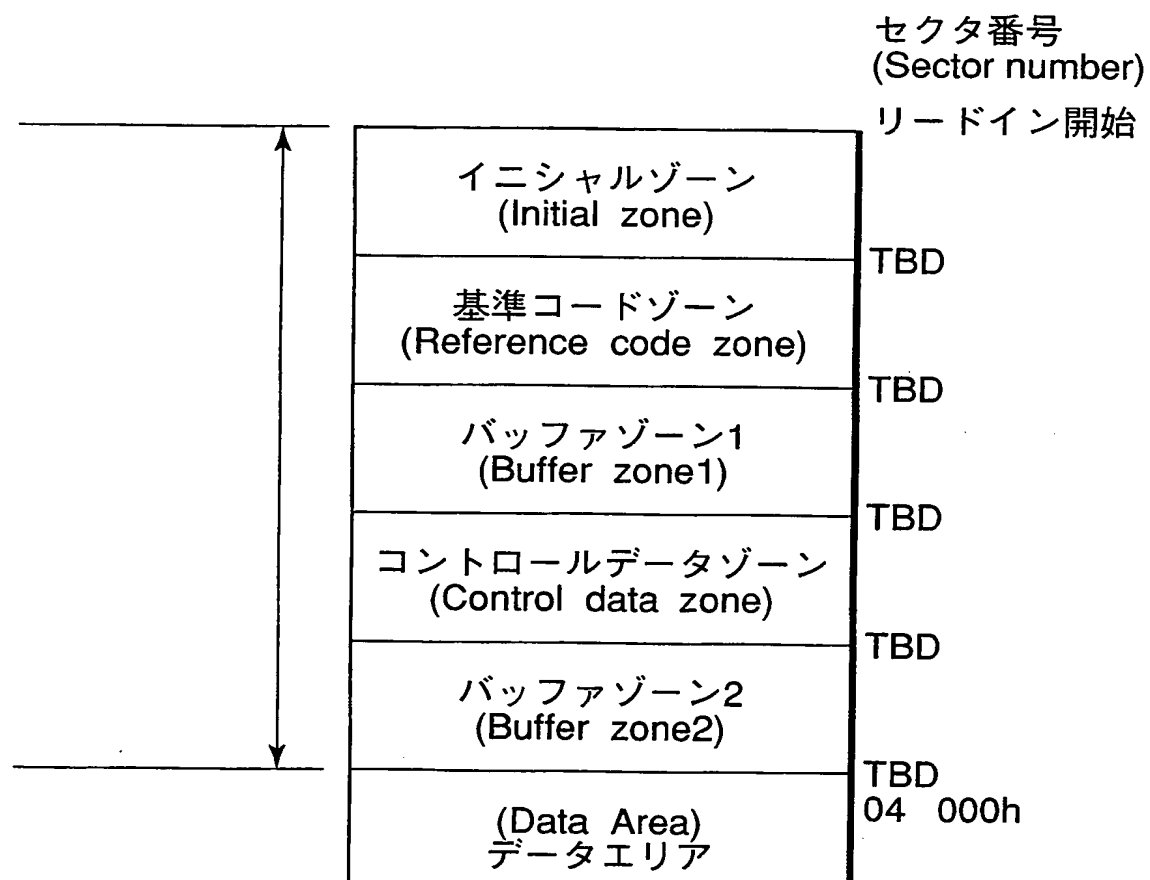 セクタ番号
(Sector number)
リードイン開始
イニシャルゾーン
(Initial zone)
TBD
基準コードゾーン
(Reference code zone)
TBD
バッファゾーン1
(Buffer zone1)
TBD
コントロールデータゾーン
(Control data zone)
TBD
バッファゾーン2
(Buffer zone2)
TBD
04 000h
(Data Area)
データエリア